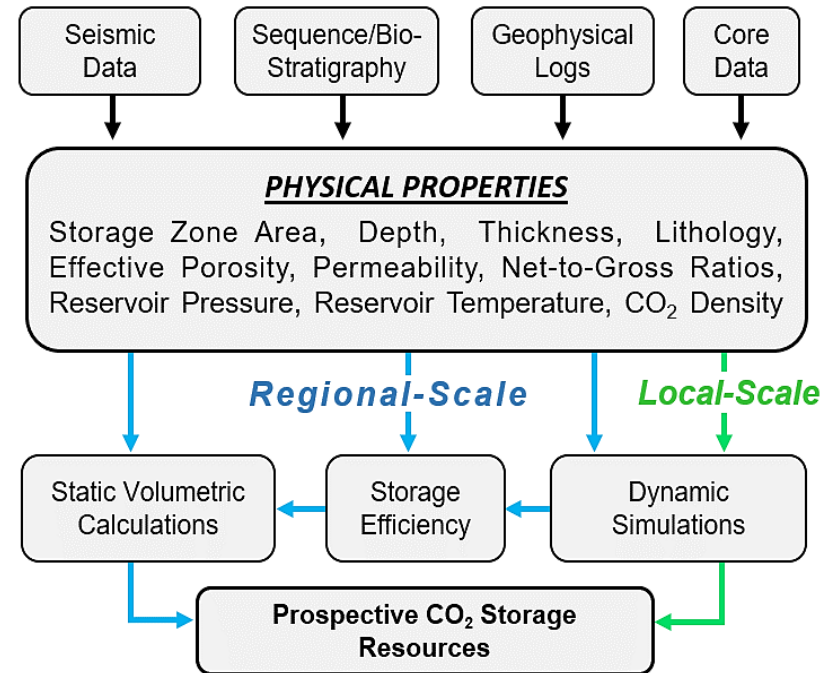 Seismic
Data
Sequence/Bio-
Stratigraphy
Geophysical
Logs
Core
Data
PHYSICAL PROPERTIES
Storage Zone Area, Depth, Thickness, Lithology,
Effective Porosity, Permeability, Net-to-Gross Ratios,
Reservoir Pressure, Reservoir Temperature, CO₂ Density
Regional-Scale
Local-Scale
Static Volumetric
Calculations
Storage
Efficiency
Dynamic
Simulations
Prospective CO₂ Storage
Resources